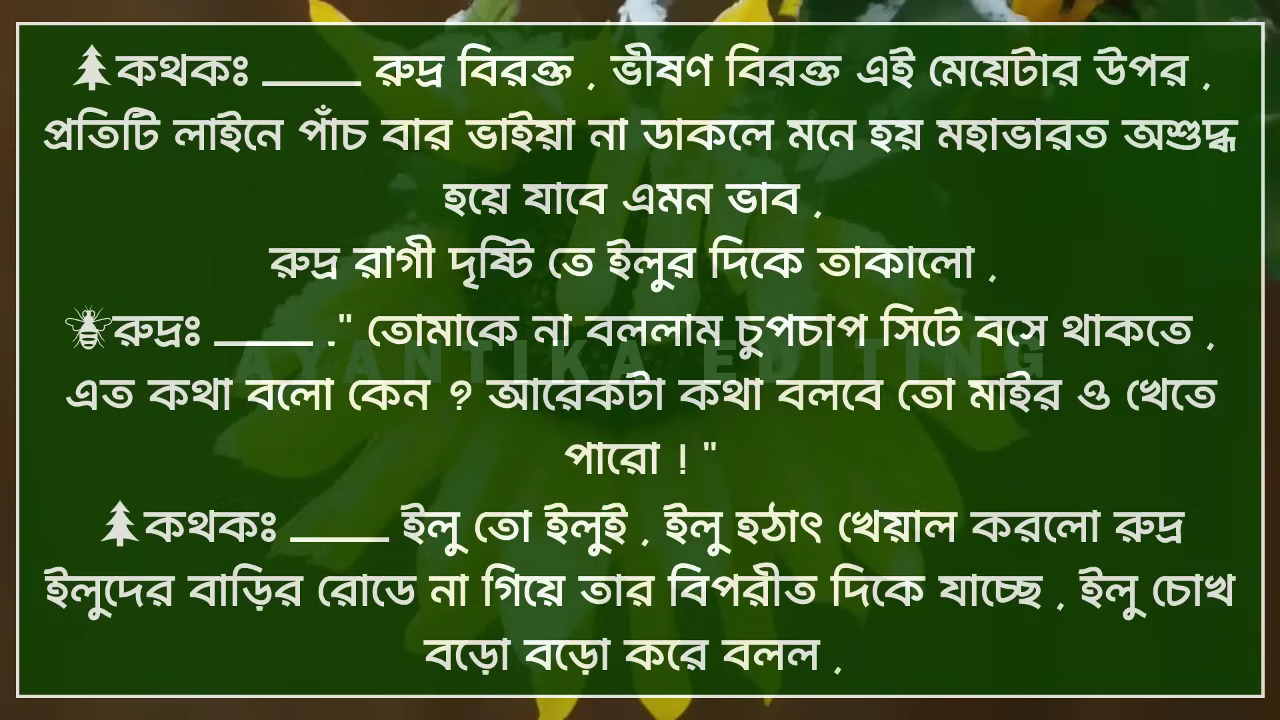 🌲কথকঃ ____ রুদ্র বিরক্ত , ভীষণ বিরক্ত এই মেয়েটার উপর ,
প্রতিটি লাইনে পাঁচ বার ভাইয়া না ডাকলে মনে হয় মহাভারত অশুদ্ধ
হয়ে যাবে এমন ভাব ,
রুদ্র রাগী দৃষ্টি তে ইলুর দিকে তাকালো ,
🐝রুদ্রঃ ____ ." তোমাকে না বললাম চুপচাপ সিটে বসে থাকতে ,
AYANTIKA EDITING
এত কথা বলো কেন ? আরেকটা কথা বলবে তো মাইর ও খেতে
পারো ! "
🌲কথকঃ ____ ইলু তো ইলুই , ইলু হঠাৎ খেয়াল করলো রুদ্র
ইলুদের বাড়ির রোডে না গিয়ে তার বিপরীত দিকে যাচ্ছে , ইলু চোখ
বড়ো বড়ো করে বলল ,